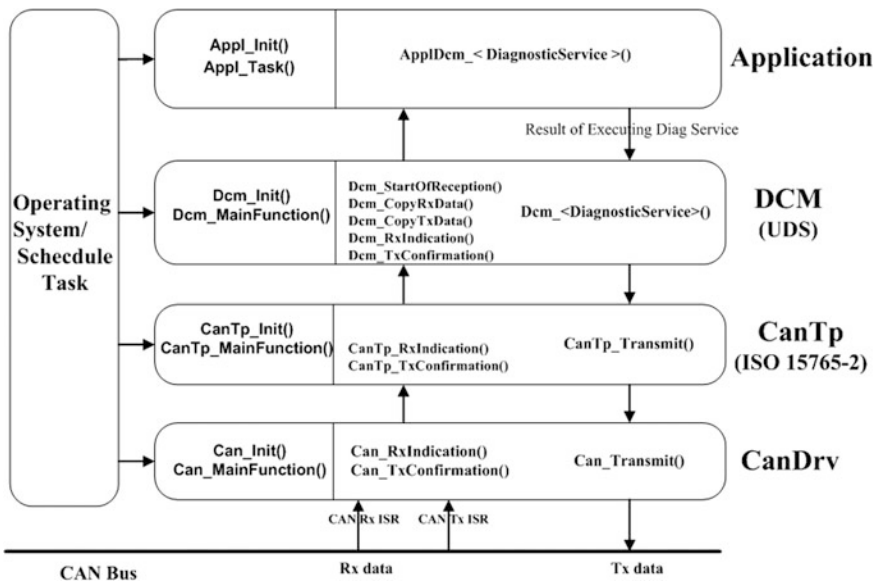 Appl_Init()
Appl_Task()
ApplDcm_< DiagnosticService >()
Application
Result of Executing Diag Service
Operating
System/
Schecdule
Task
Dcm_Init()
Dcm_MainFunction()
Dcm_StartOfReception()
Dcm_CopyRxData()
Dcm_CopyTxData()
Dcm_RxIndication()
Dcm_TxConfirmation()
Dcm_<DiagnosticService>()
DCM
(UDS)
CanTp_Init()
CanTp_MainFunction()
CanTp_RxIndication()
CanTp_TxConfirmation()
CanTp_Transmit()
CanTp
(ISO 15765-2)
Can_Init()
Can_MainFunction()
Can_RxIndication()
Can_TxConfirmation()
Can_Transmit()
CanDrv
CAN Rx ISR
CAN Tx ISR
CAN Bus
Rx data
Tx data